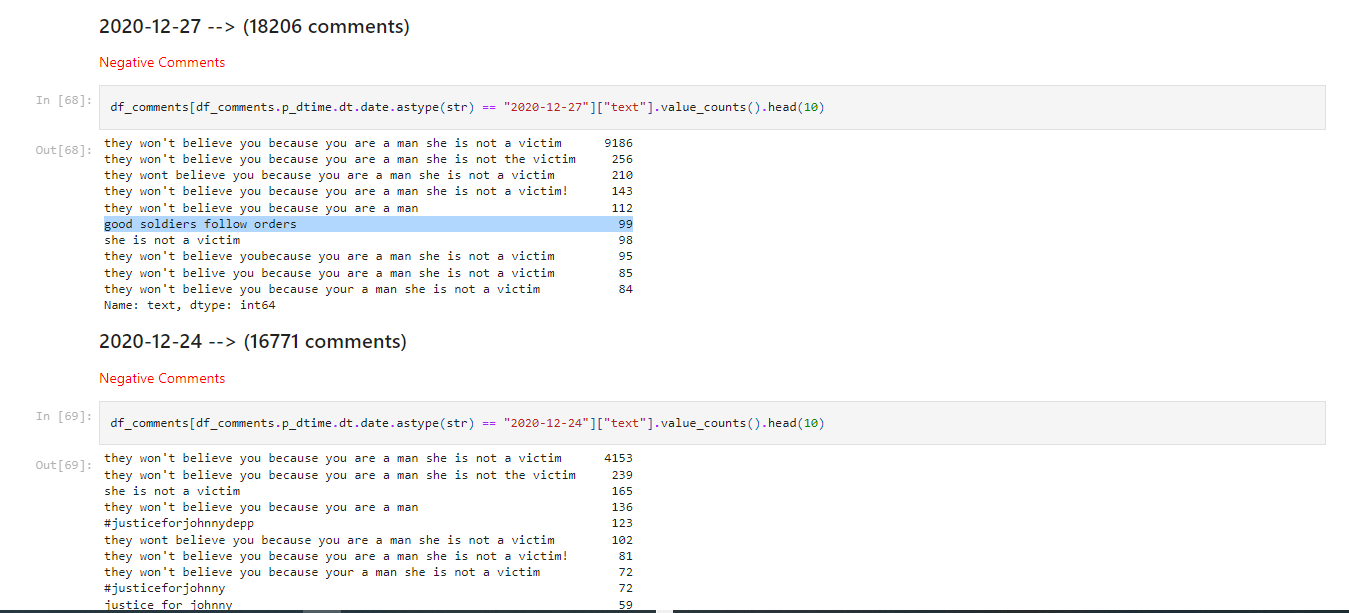 2020-12-27 --> (18206 comments)
Negative Comments
In [68]: df_comments[df_comments.p_dtime.dt.date.astype(str) == "2020-12-27"]["text"].value_counts().head(10)
Out[68]: they won't believe you because you are a man she is not a victim 9186
they won't believe you because you are a man she is not the victim 256
they wont believe you because you are a man she is not a victim 210
they won't believe you because you are a man she is not a victim! 143
they won't believe you because you are a man 112
good soldiers follow orders 99
she is not a victim 98
they won't believe youbecause you are a man she is not a victim 95
they won't belive you because you are a man she is not a victim 85
they won't believe you because your a man she is not a victim 84
Name: text, dtype: int64
2020-12-24 --> (16771 comments)
Negative Comments
In [69]: df_comments[df_comments.p_dtime.dt.date.astype(str) == "2020-12-24"]["text"].value_counts().head(10)
Out[69]: they won't believe you because you are a man she is not a victim 4153
they won't believe you because you are a man she is not the victim 239
she is not a victim 165
they won't believe you because you are a man 136
#justiceforjohnnydepp 123
they wont believe you because you are a man she is not a victim 102
they won't believe you because you are a man she is not a victim! 81
they won't believe you because your a man she is not a victim 72
#justiceforjohnny 72
justice for johnny 59